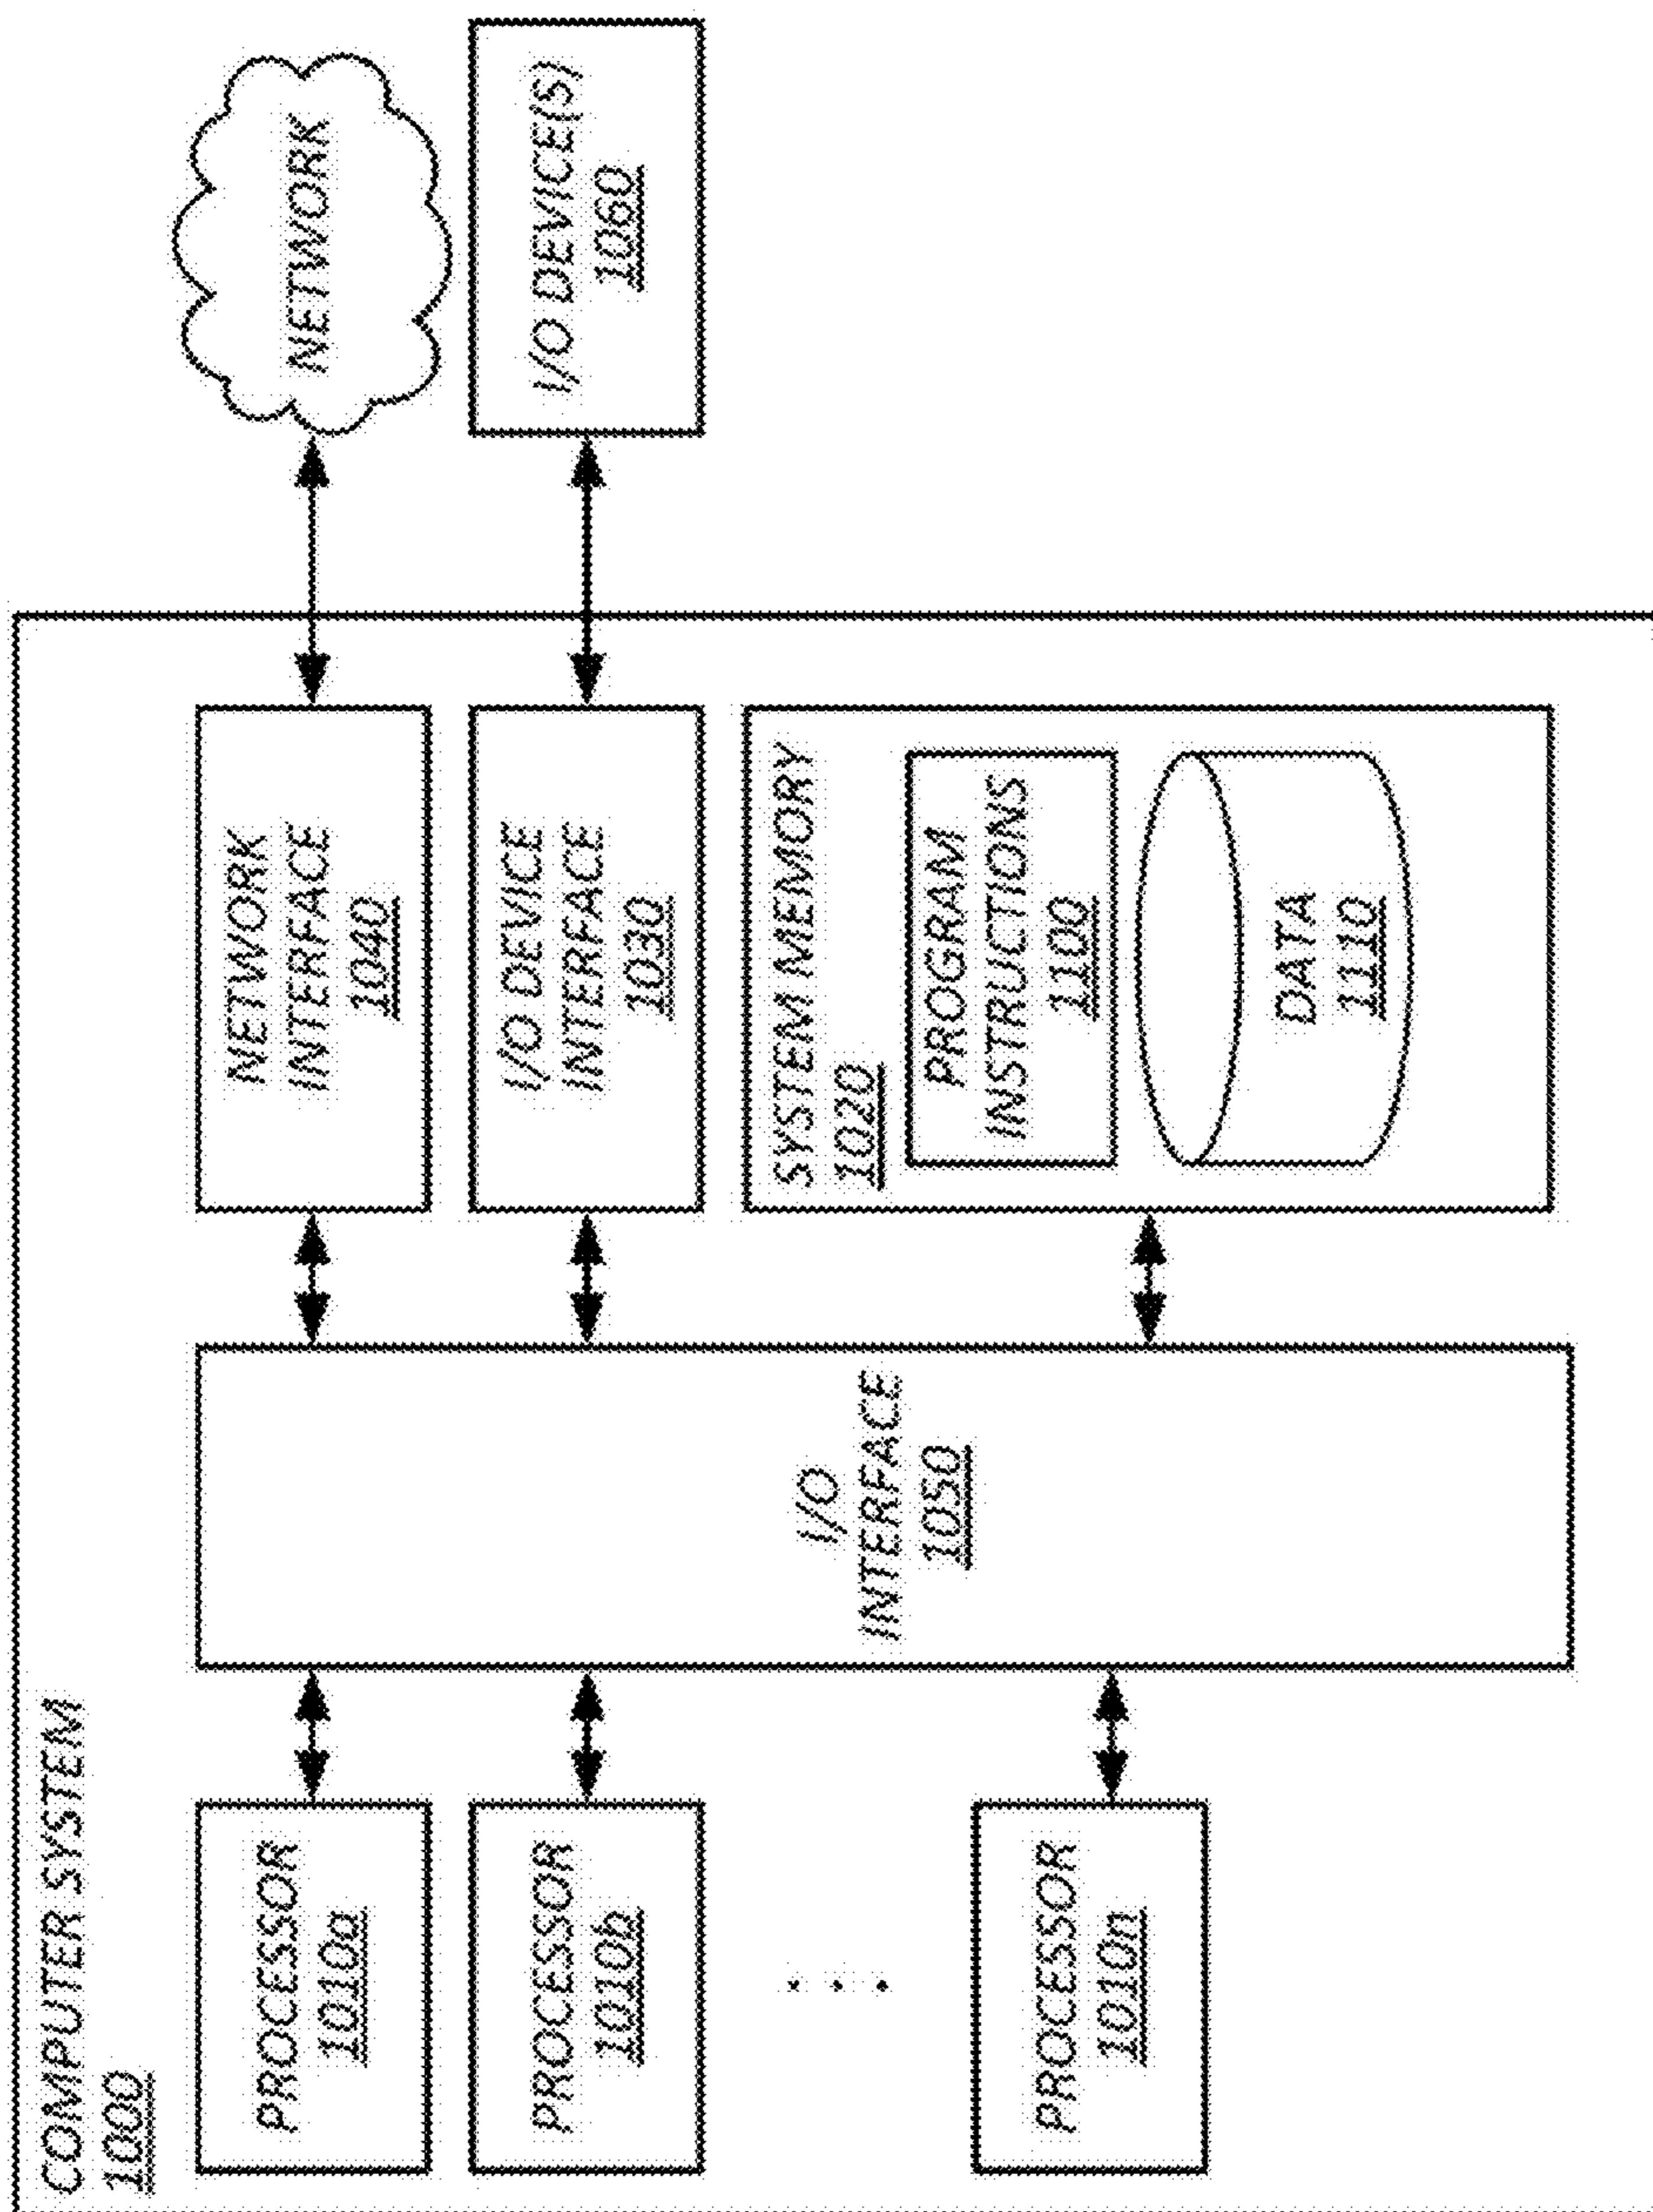 COMPUTER SYSTEM
1000
PROCESSOR
1010a
PROCESSOR
1010b
. . .
PROCESSOR
1010n
I/O
INTERFACE
1050
NETWORK
INTERFACE
1040
I/O DEVICE
INTERFACE
1030
SYSTEM MEMORY
1020
PROGRAM
INSTRUCTIONS
1100
DATA
1110
NETWORK
I/O DEVICE(S)
1060